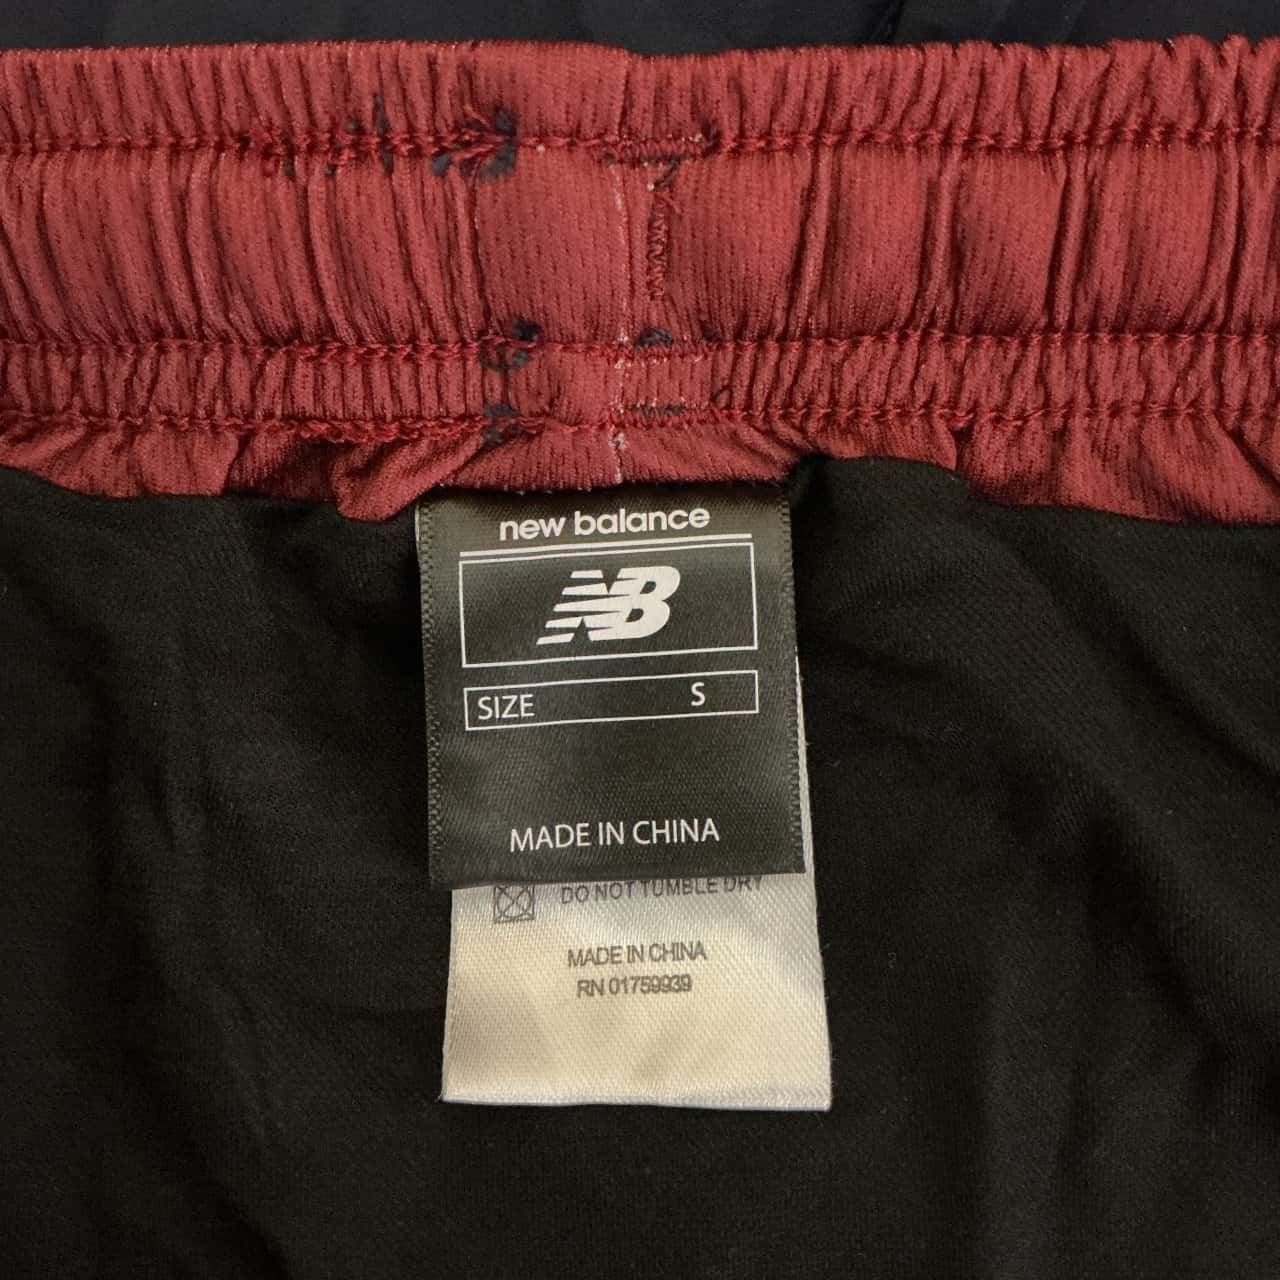 new balance
NB
SIZE S
MADE IN CHINA
DO NOT TUMBLE DRY
MADE IN CHINA
RN 01759939